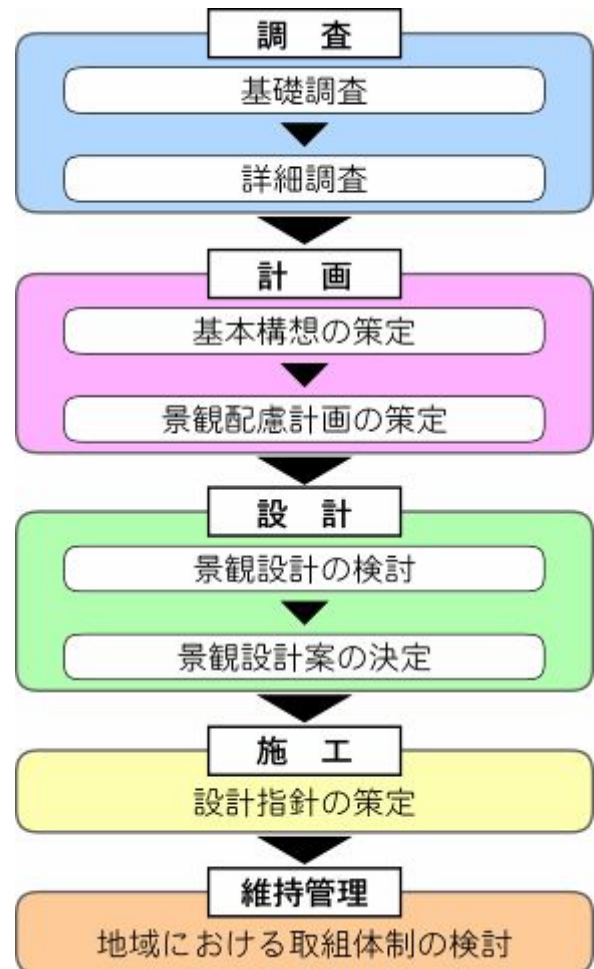 調 査
基礎調査
詳細調査
計 画
基本構想の策定
景観配慮計画の策定
設 計
景観設計の検討
景観設計案の決定
施 工
設計指針の策定
維持管理
地域における取組体制の検討